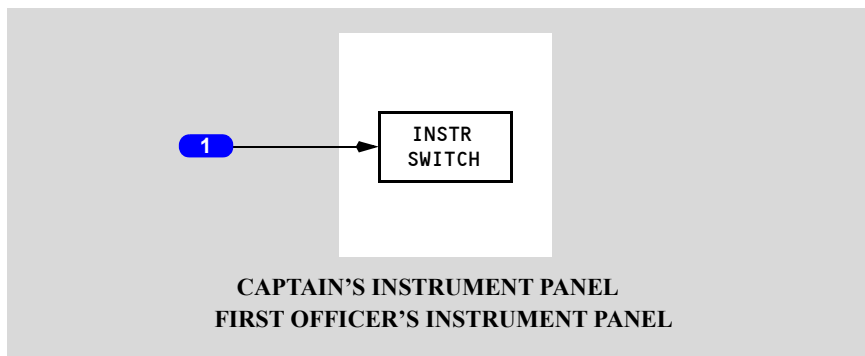 1
INSTR
SWITCH
CAPTAIN'S INSTRUMENT PANEL
FIRST OFFICER'S INSTRUMENT PANEL